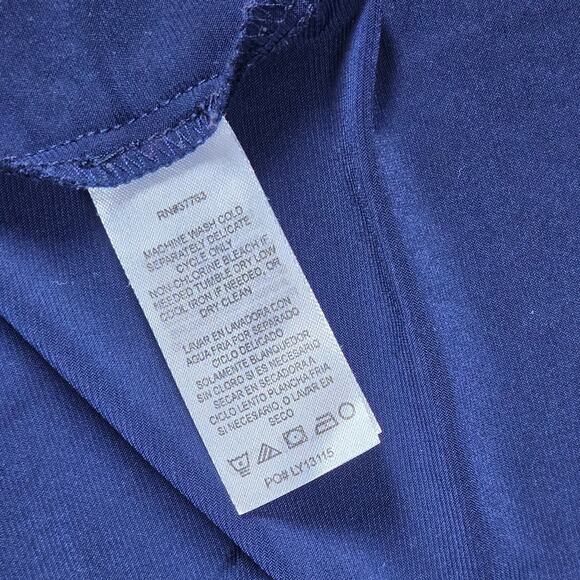 RN#37763
MACHINE WASH COLD
SEPARATELY DELICATE
CYCLE ONLY
NON-CHLORINE BLEACH IF
NEEDED TUMBLE DRY LOW
COOL IRON IF NEEDED, OR
DRY CLEAN
LAVAR EN LAVADORA CON
AGUA FRIA POR SEPARADO
CICLO DELICADO
SOLAMENTE BLANQUEDOR
SIN CLORO SI ES NECESARIO
SECAR EN SECADORA A
CICLO LENTO PLANCHA FRIA
SI NECESARIO, O LAVAR EN
SECO
PO# LY13115